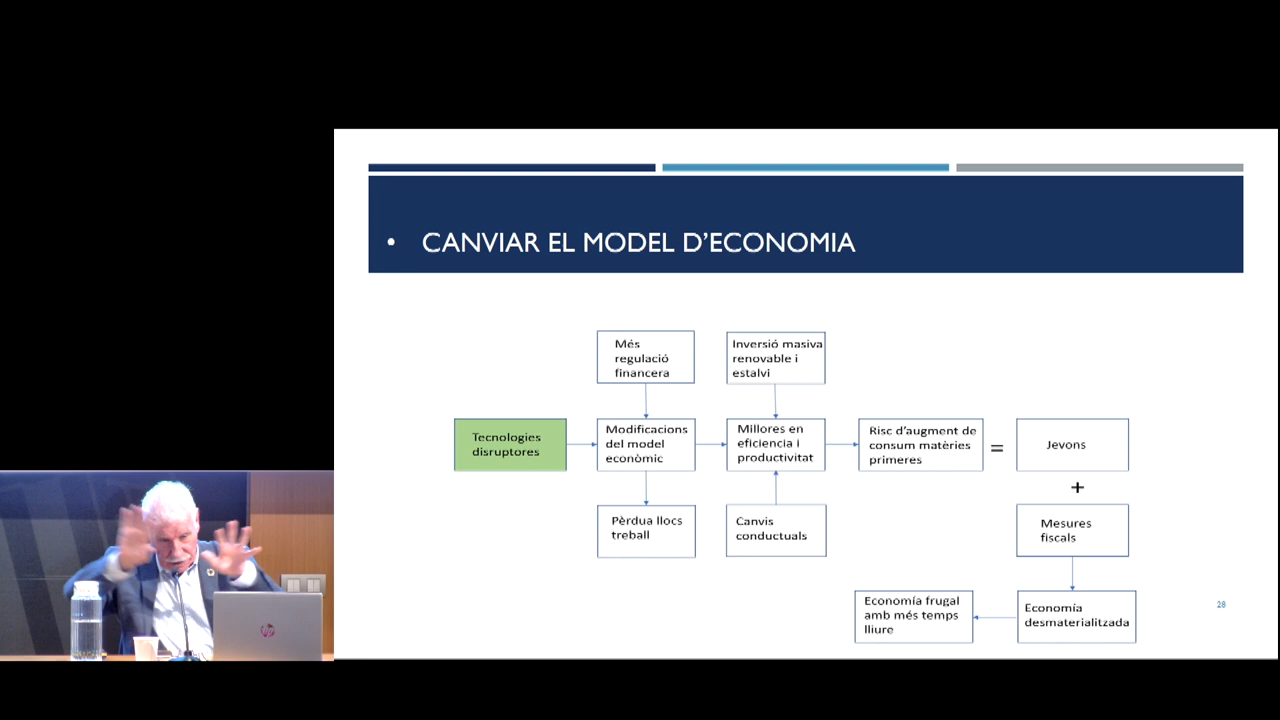 • CANVIAR EL MODEL D’ECONOMIA
Més
regulació
financera
Inversió masiva
renovable i
estalvi
Tecnologies
disruptores
Modificacions
del model
econòmic
Millores en
eficiencia i
productivitat
Risc d’augment de
consum matèries
primeres
=
Jevons
+
Pèrdua llocs
treball
Canvis
conductuals
Mesures
fiscals
Economía frugal
amb més temps
lliure
Economía
desmaterialitzada
28
hp